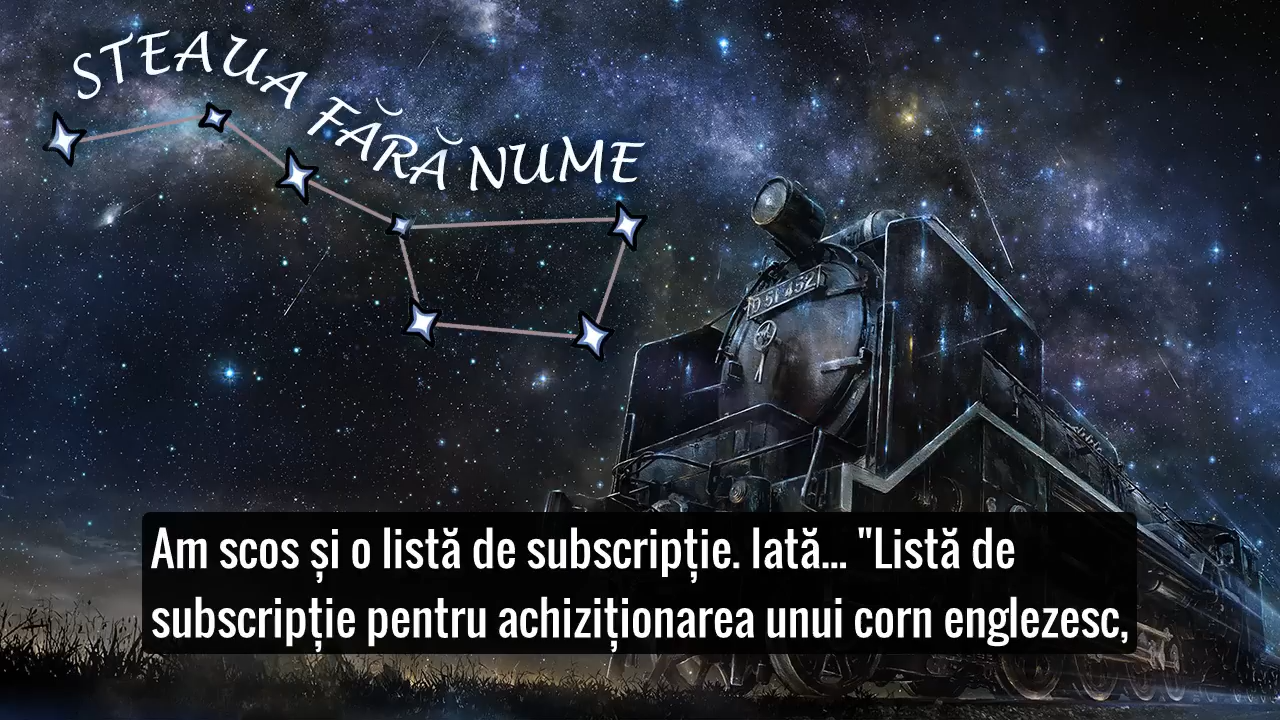 STEAUA FĂRĂ NUME
D 51 452
Am scos și o listă de subscripție. Iată... "Listă de
subscripție pentru achiziționarea unui corn englezesc,